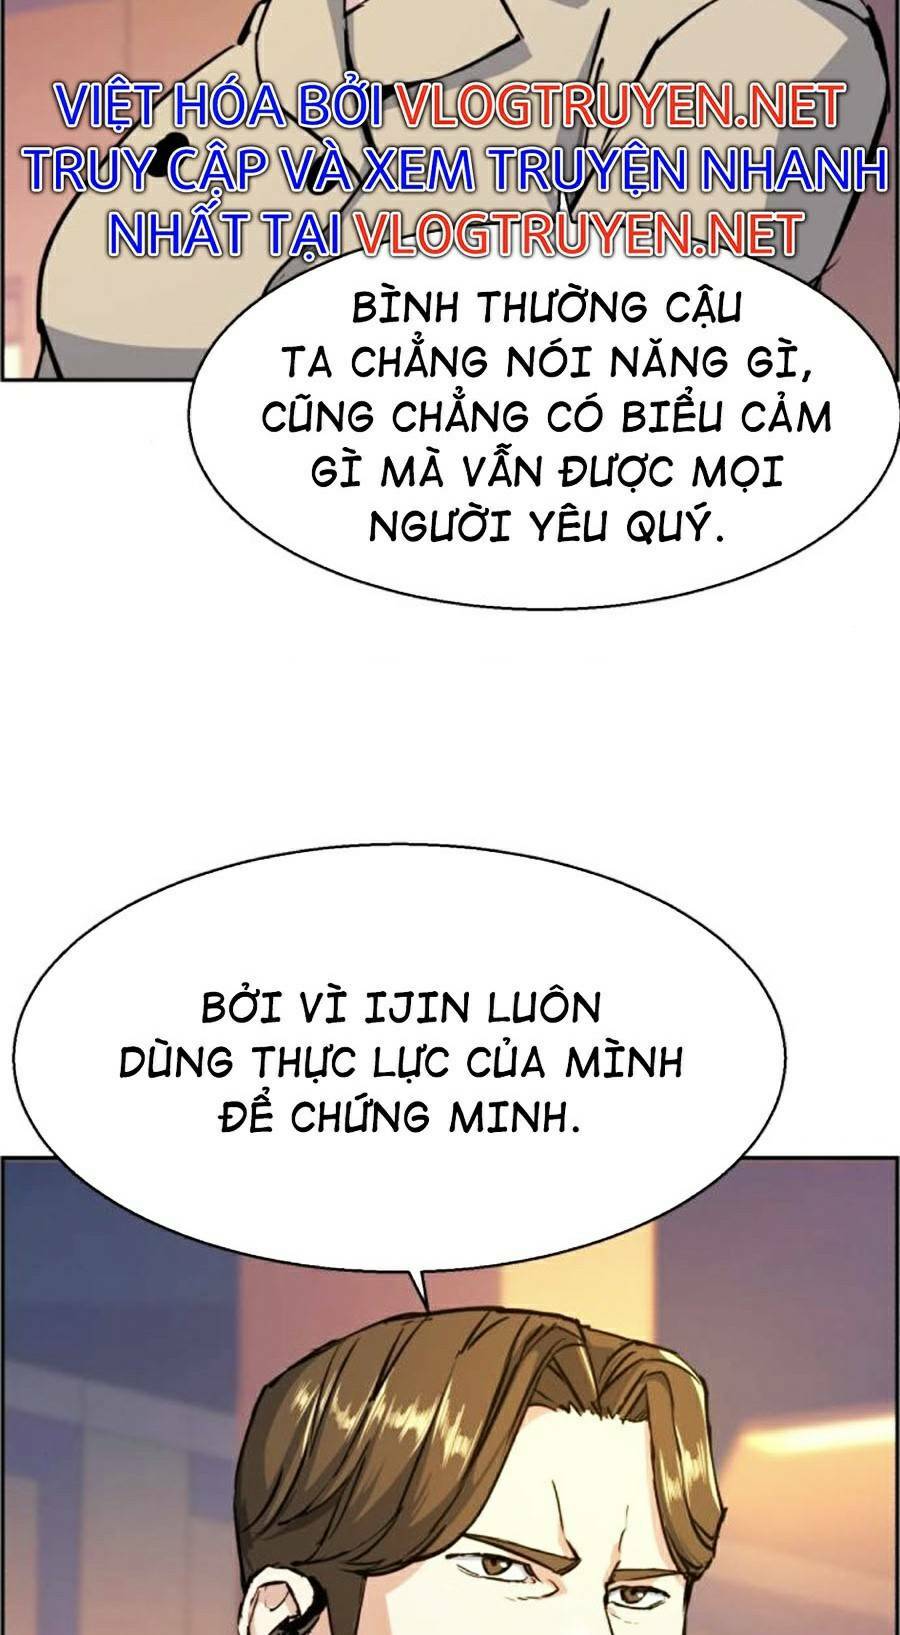 VIỆT HÓA BỞI VLOGTRUYEN.NET
TRUY CẬP VÀ XEM TRUYỆN NHANH
NHẤT TẠI VLOGTRUYEN.NET
BÌNH THƯỜNG CẬU
TA CHẲNG NÓI NĂNG GÌ,
CŨNG CHẲNG CÓ BIỂU CẢM
GÌ MÀ VẪN ĐƯỢC MỌI
NGƯỜI YÊU QUÝ.
BỞI VÌ IJIN LUÔN
DÙNG THỰC LỰC CỦA MÌNH
ĐỂ CHỨNG MINH.